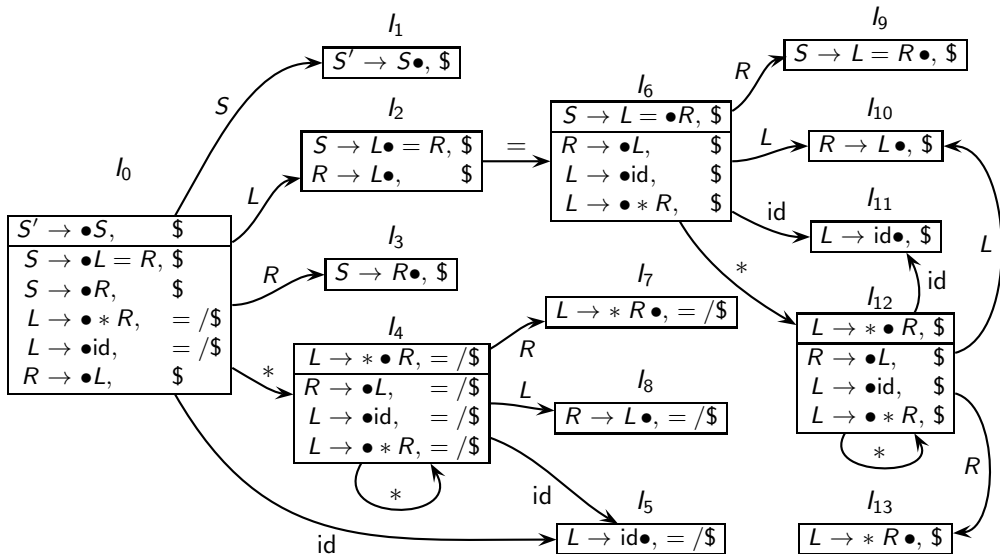 I₀
S′ → •S, $
S → •L = R, $
S → •R, $
L → • ∗ R, = /$
L → •id, = /$
R → •L, $
S
L
R
∗
id
I₁
S′ → S•, $
I₂
S → L• = R, $
R → L•, $
=
I₃
S → R•, $
I₄
L → ∗ • R, = /$
R → •L, = /$
L → •id, = /$
L → • ∗ R, = /$
∗
R
L
id
I₅
L → id•, = /$
I₆
S → L = •R, $
R → •L, $
L → •id, $
L → • ∗ R, $
R
L
id
∗
I₇
L → ∗ R •, = /$
I₈
R → L •, = /$
I₉
S → L = R •, $
I₁₀
R → L •, $
I₁₁
L → id•, $
I₁₂
L → ∗ • R, $
R → •L, $
L → •id, $
L → • ∗ R, $
id
L
∗
R
I₁₃
L → ∗ R •, $